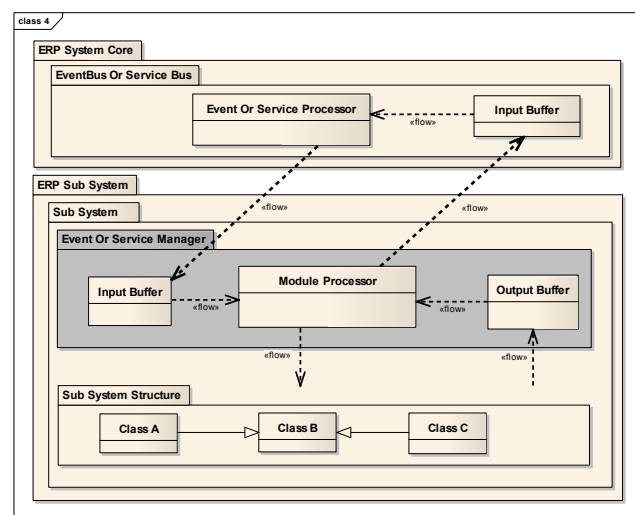 class 4
ERP System Core
EventBus Or Service Bus
Event Or Service Processor
Input Buffer
«flow»
ERP Sub System
«flow»
«flow»
Sub System
Event Or Service Manager
Input Buffer
Module Processor
Output Buffer
«flow»
«flow»
«flow»
«flow»
Sub System Structure
Class A
Class B
Class C